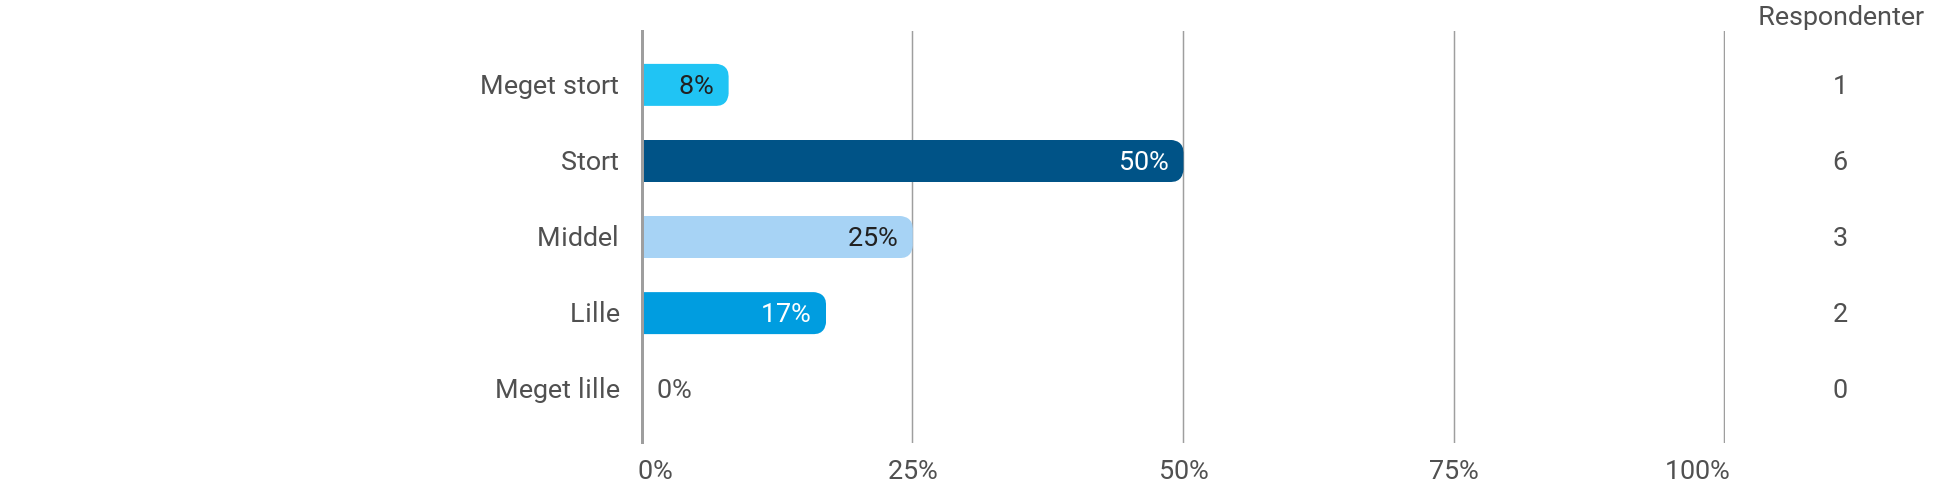 Respondenter
Meget stort 8% 1
Stort 50% 6
Middel 25% 3
Lille 17% 2
Meget lille 0% 0
0% 25% 50% 75% 100%